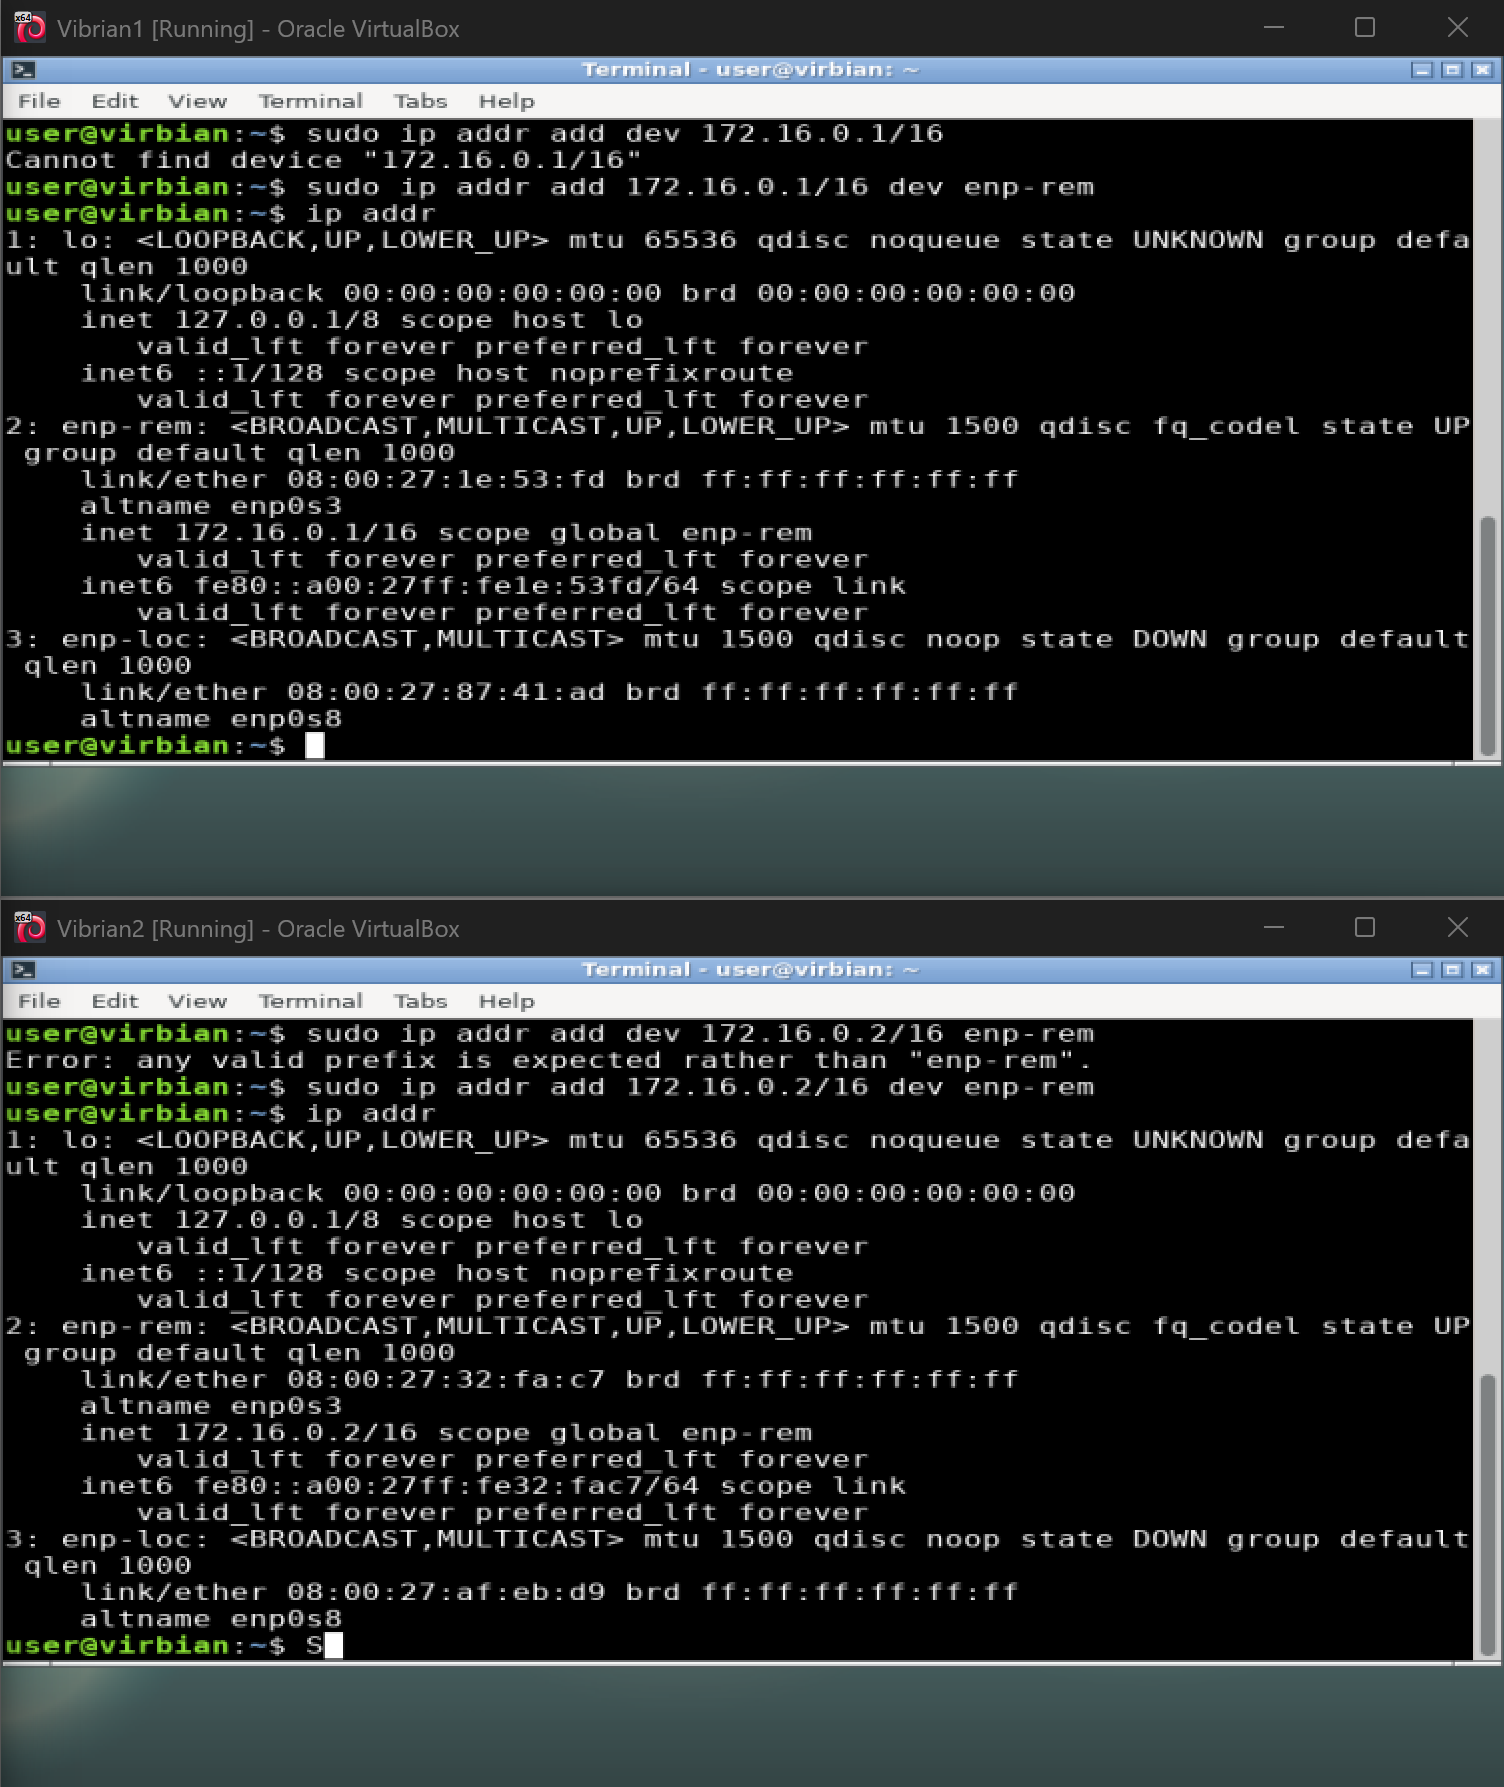 x64
Vibrian1 [Running] - Oracle VirtualBox
Terminal - user@virbian: ~
File Edit View Terminal Tabs Help
user@virbian:~$ sudo ip addr add dev 172.16.0.1/16
Cannot find device "172.16.0.1/16"
user@virbian:~$ sudo ip addr add 172.16.0.1/16 dev enp-rem
user@virbian:~$ ip addr
1: lo: <LOOPBACK,UP,LOWER_UP> mtu 65536 qdisc noqueue state UNKNOWN group defa
ult qlen 1000
    link/loopback 00:00:00:00:00:00 brd 00:00:00:00:00:00
    inet 127.0.0.1/8 scope host lo
       valid_lft forever preferred_lft forever
    inet6 ::1/128 scope host noprefixroute
       valid_lft forever preferred_lft forever
2: enp-rem: <BROADCAST,MULTICAST,UP,LOWER_UP> mtu 1500 qdisc fq_codel state UP
 group default qlen 1000
    link/ether 08:00:27:1e:53:fd brd ff:ff:ff:ff:ff:ff
    altname enp0s3
    inet 172.16.0.1/16 scope global enp-rem
       valid_lft forever preferred_lft forever
    inet6 fe80::a00:27ff:fe1e:53fd/64 scope link
       valid_lft forever preferred_lft forever
3: enp-loc: <BROADCAST,MULTICAST> mtu 1500 qdisc noop state DOWN group default
 qlen 1000
    link/ether 08:00:27:87:41:ad brd ff:ff:ff:ff:ff:ff
    altname enp0s8
user@virbian:~$
x64
Vibrian2 [Running] - Oracle VirtualBox
Terminal - user@virbian: ~
File Edit View Terminal Tabs Help
user@virbian:~$ sudo ip addr add dev 172.16.0.2/16 enp-rem
Error: any valid prefix is expected rather than "enp-rem".
user@virbian:~$ sudo ip addr add 172.16.0.2/16 dev enp-rem
user@virbian:~$ ip addr
1: lo: <LOOPBACK,UP,LOWER_UP> mtu 65536 qdisc noqueue state UNKNOWN group defa
ult qlen 1000
    link/loopback 00:00:00:00:00:00 brd 00:00:00:00:00:00
    inet 127.0.0.1/8 scope host lo
       valid_lft forever preferred_lft forever
    inet6 ::1/128 scope host noprefixroute
       valid_lft forever preferred_lft forever
2: enp-rem: <BROADCAST,MULTICAST,UP,LOWER_UP> mtu 1500 qdisc fq_codel state UP
 group default qlen 1000
    link/ether 08:00:27:32:fa:c7 brd ff:ff:ff:ff:ff:ff
    altname enp0s3
    inet 172.16.0.2/16 scope global enp-rem
       valid_lft forever preferred_lft forever
    inet6 fe80::a00:27ff:fe32:fac7/64 scope link
       valid_lft forever preferred_lft forever
3: enp-loc: <BROADCAST,MULTICAST> mtu 1500 qdisc noop state DOWN group default
 qlen 1000
    link/ether 08:00:27:af:eb:d9 brd ff:ff:ff:ff:ff:ff
    altname enp0s8
user@virbian:~$ S